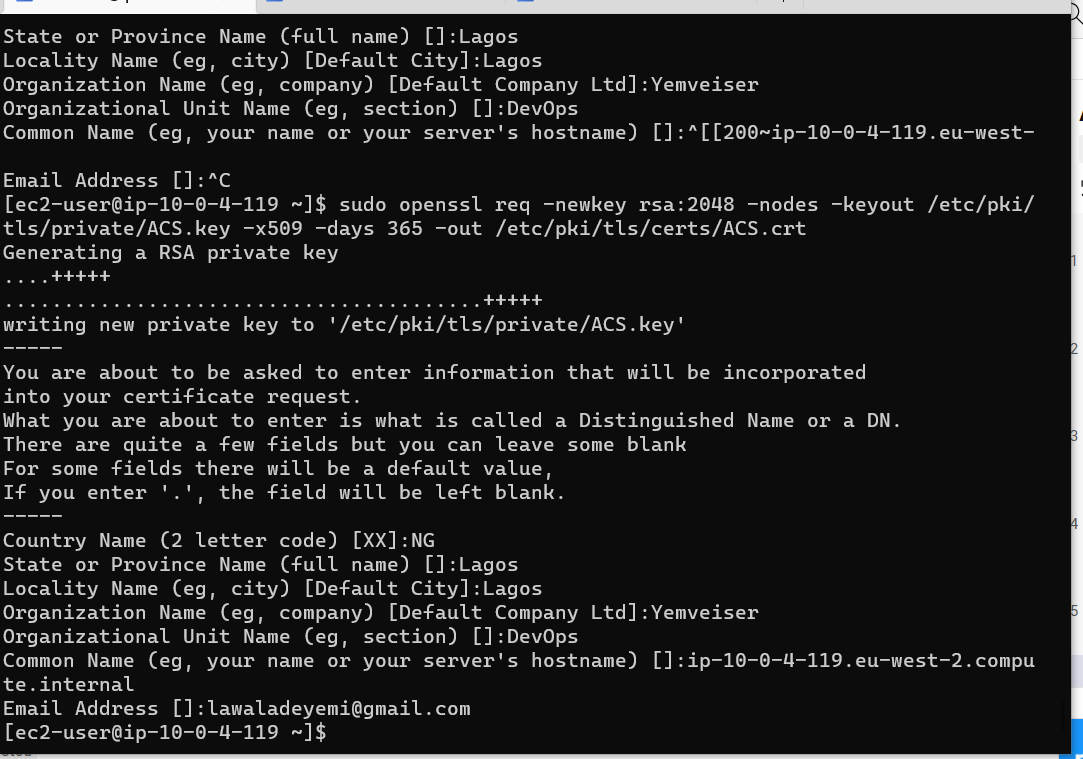 State or Province Name (full name) []:Lagos
Locality Name (eg, city) [Default City]:Lagos
Organization Name (eg, company) [Default Company Ltd]:Yemveiser
Organizational Unit Name (eg, section) []:DevOps
Common Name (eg, your name or your server's hostname) []:^[[200~ip-10-0-4-119.eu-west-
Email Address []:^C
[ec2-user@ip-10-0-4-119 ~]$ sudo openssl req -newkey rsa:2048 -nodes -keyout /etc/pki/
tls/private/ACS.key -x509 -days 365 -out /etc/pki/tls/certs/ACS.crt
Generating a RSA private key
....+++++
........................................+++++
writing new private key to '/etc/pki/tls/private/ACS.key'
-----
You are about to be asked to enter information that will be incorporated
into your certificate request.
What you are about to enter is what is called a Distinguished Name or a DN.
There are quite a few fields but you can leave some blank
For some fields there will be a default value,
If you enter '.', the field will be left blank.
-----
Country Name (2 letter code) [XX]:NG
State or Province Name (full name) []:Lagos
Locality Name (eg, city) [Default City]:Lagos
Organization Name (eg, company) [Default Company Ltd]:Yemveiser
Organizational Unit Name (eg, section) []:DevOps
Common Name (eg, your name or your server's hostname) []:ip-10-0-4-119.eu-west-2.compu
te.internal
Email Address []:lawaladeyemi@gmail.com
[ec2-user@ip-10-0-4-119 ~]$
1
2
3
4
5